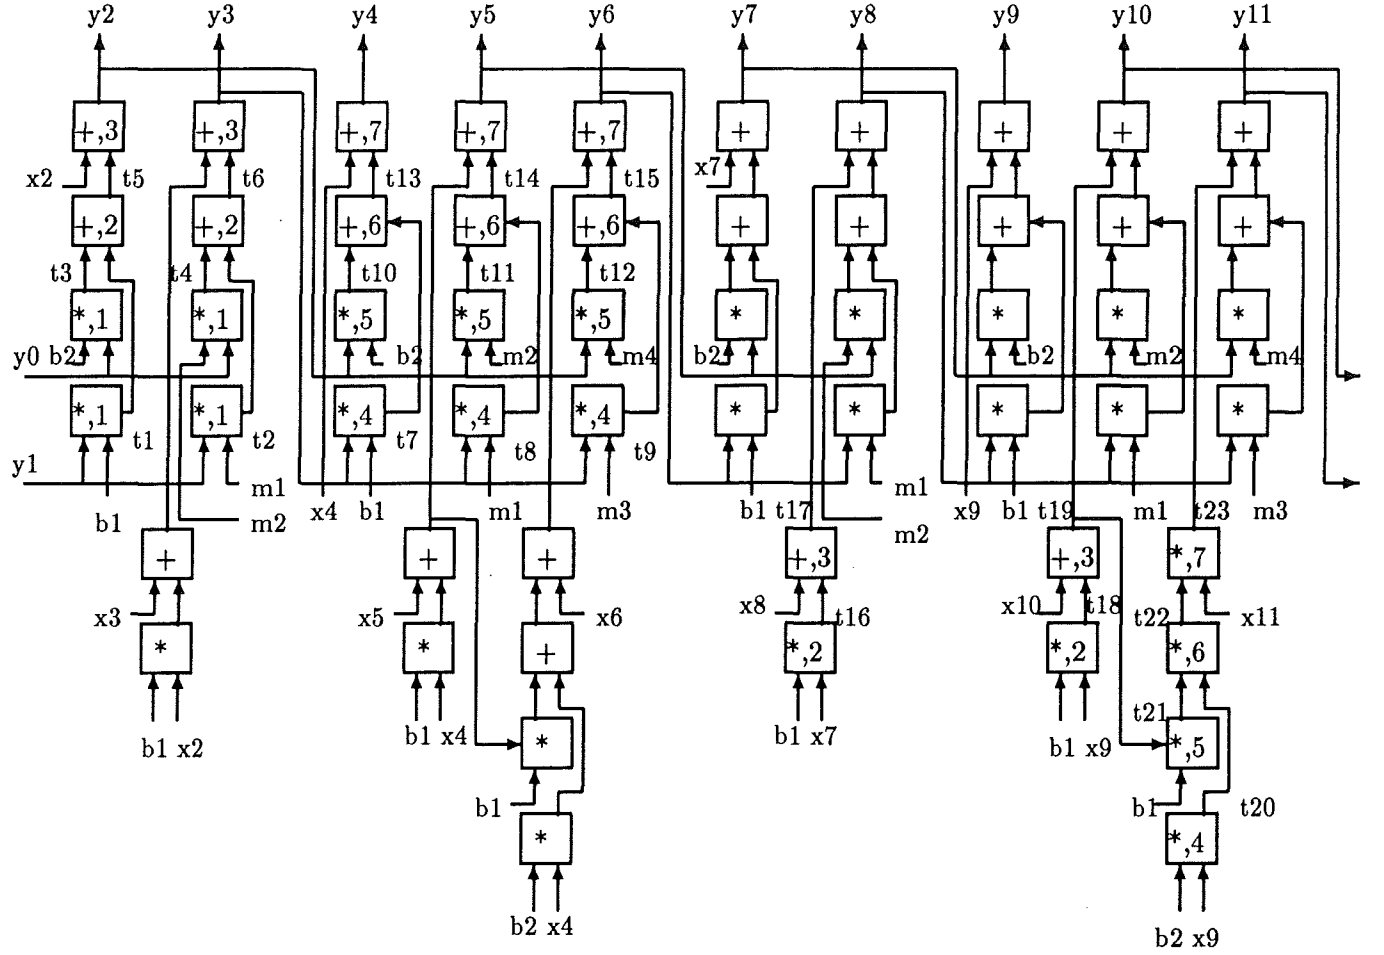 y2 y3 y4 y5 y6 y7 y8 y9 y10 y11
+,3 +,3 +,7 +,7 +,7 + + + + +
x2 t5 t6 t13 t14 t15 x7
+,2 +,2 +,6 +,6 +,6 + + + + +
t3 t4 t10 t11 t12
*,1 *,1 *,5 *,5 *,5 * * * * *
y0 b2 b2 m2 m4 b2 b2 m2 m4
*,1 *,1 *,4 *,4 *,4 * * * * *
t1 t2 t7 t8 t9
y1
m1 m1
b1 x4 b1 m1 m3 b1 t17 x9 b1 t19 m1 t23 m3
m2 m2
+ + + +,3 +,3 *,7
x3 x5 x6 x8 t16 x10 t18 t22 x11
* * + *,2 *,2 *,6
t21
b1 x2 b1 x4 * b1 x7 b1 x9 *,5
b1 b1 t20
* *,4
b2 x4 b2 x9